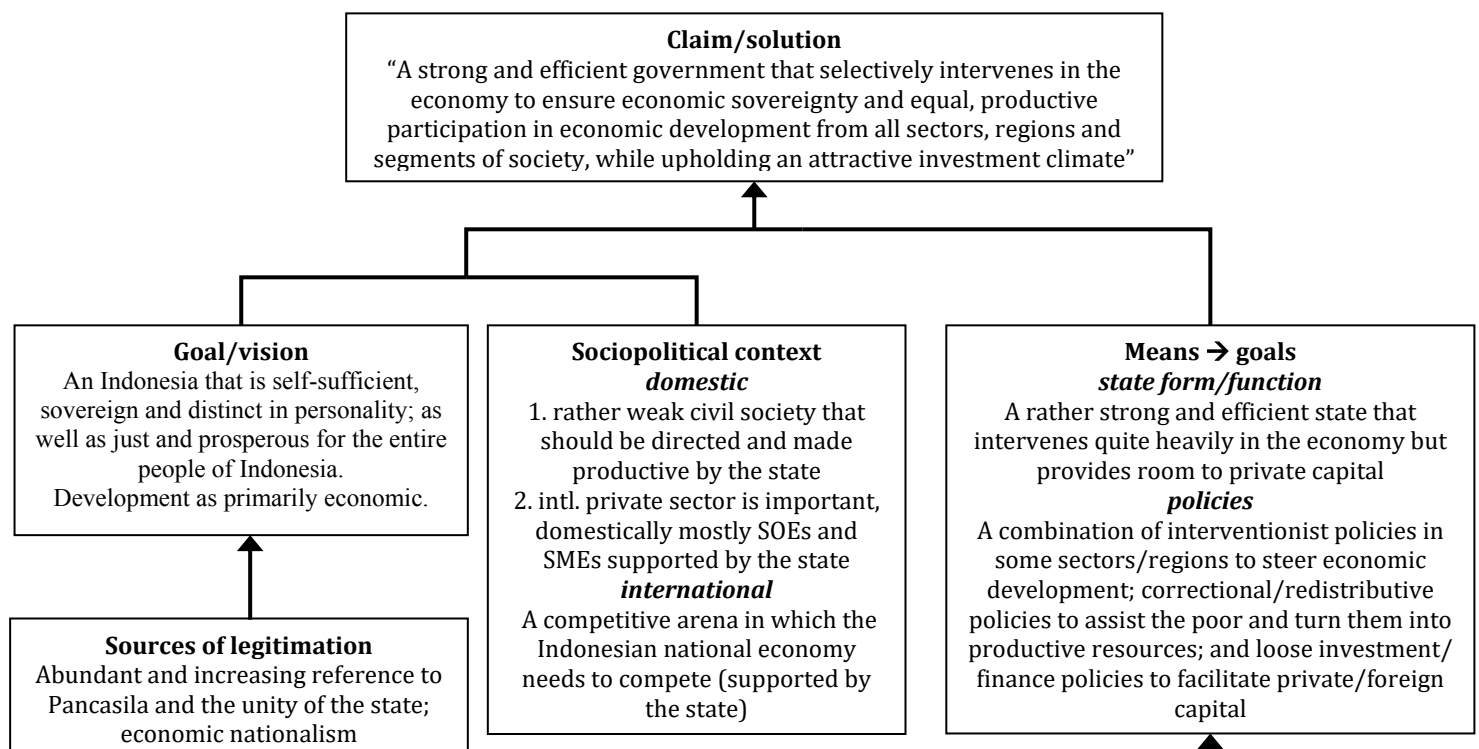 Claim/solution
“A strong and efficient government that selectively intervenes in the
economy to ensure economic sovereignty and equal, productive
participation in economic development from all sectors, regions and
segments of society, while upholding an attractive investment climate”
Goal/vision
An Indonesia that is self-sufficient,
sovereign and distinct in personality; as
well as just and prosperous for the entire
people of Indonesia.
Development as primarily economic.
Sources of legitimation
Abundant and increasing reference to
Pancasila and the unity of the state;
economic nationalism
Sociopolitical context
domestic
1. rather weak civil society that
should be directed and made
productive by the state
2. intl. private sector is important,
domestically mostly SOEs and
SMEs supported by the state
international
A competitive arena in which the
Indonesian national economy
needs to compete (supported by
the state)
Means → goals
state form/function
A rather strong and efficient state that
intervenes quite heavily in the economy but
provides room to private capital
policies
A combination of interventionist policies in
some sectors/regions to steer economic
development; correctional/redistributive
policies to assist the poor and turn them into
productive resources; and loose investment/
finance policies to facilitate private/foreign
capital